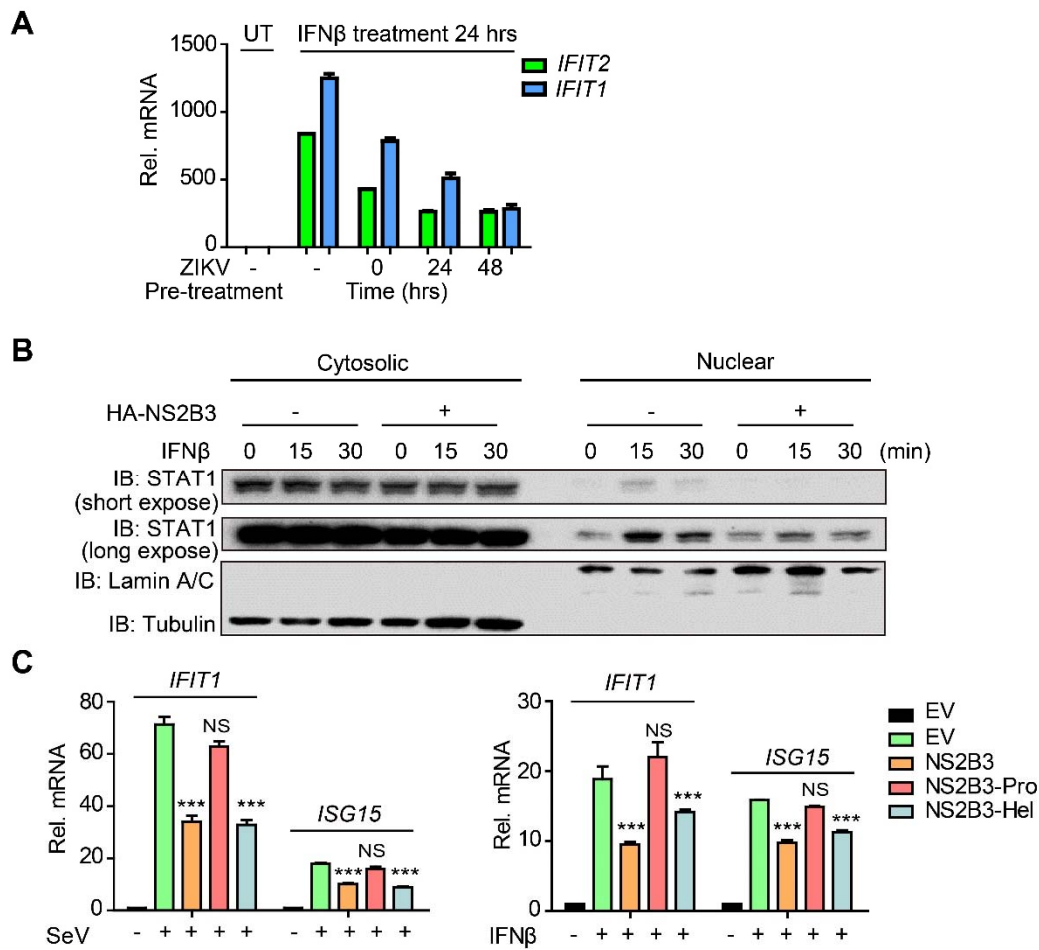 A
UT
IFNβ treatment 24 hrs
IFIT2
IFIT1
Rel. mRNA
1500
1000
500
0
ZIKV - - 0 24 48
Pre-treatment Time (hrs)
B
Cytosolic Nuclear
HA-NS2B3 - + - +
IFNβ 0 15 30 0 15 30 0 15 30 0 15 30 (min)
IB: STAT1
(short expose)
IB: STAT1
(long expose)
IB: Lamin A/C
IB: Tubulin
C
IFIT1
Rel. mRNA
80
60
40
20
0
NS
*** ***
ISG15
NS
*** ***
SeV - + + + + - + + + +
IFIT1
Rel. mRNA
30
20
10
0
NS
*** ***
ISG15
NS
*** ***
IFNβ - + + + + - + + + +
EV
EV
NS2B3
NS2B3-Pro
NS2B3-Hel